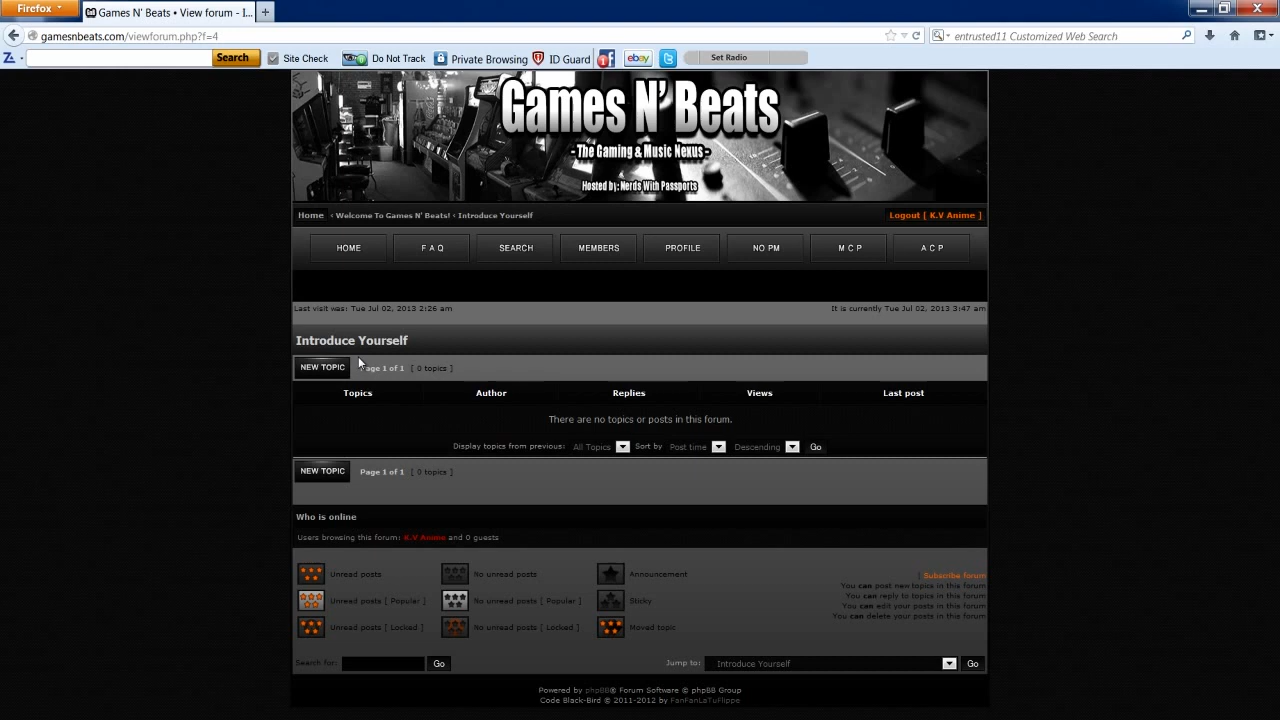 Firefox
Games N' Beats • View forum - I...
gamesnbeats.com/viewforum.php?f=4
entrusted11 Customized Web Search
Search
Site Check
Do Not Track
Private Browsing
ID Guard
ebay
Set Radio
Games N' Beats
- The Gaming & Music Nexus -
Hosted by: Nerds With Passports
Home ‹ Welcome To Games N' Beats! ‹ Introduce Yourself
Logout [ K.V Anime ]
HOME
F A Q
SEARCH
MEMBERS
PROFILE
NO PM
M C P
A C P
Last visit was: Tue Jul 02, 2013 2:26 am
It is currently Tue Jul 02, 2013 3:47 am
Introduce Yourself
NEW TOPIC
Page 1 of 1 [ 0 topics ]
Topics
Author
Replies
Views
Last post
There are no topics or posts in this forum.
Display topics from previous: All Topics Sort by Post time Descending Go
NEW TOPIC
Page 1 of 1 [ 0 topics ]
Who is online
Users browsing this forum: K.V Anime and 0 guests
Unread posts
No unread posts
Announcement
Unread posts [ Popular ]
No unread posts [ Popular ]
Sticky
Unread posts [ Locked ]
No unread posts [ Locked ]
Moved topic
| Subscribe forum
You can post new topics in this forum
You can reply to topics in this forum
You can edit your posts in this forum
You can delete your posts in this forum
Search for:
Go
Jump to: Introduce Yourself Go
Powered by phpBB® Forum Software © phpBB Group
Code Black-Bird © 2011-2012 by FanFanLaTuFlippe